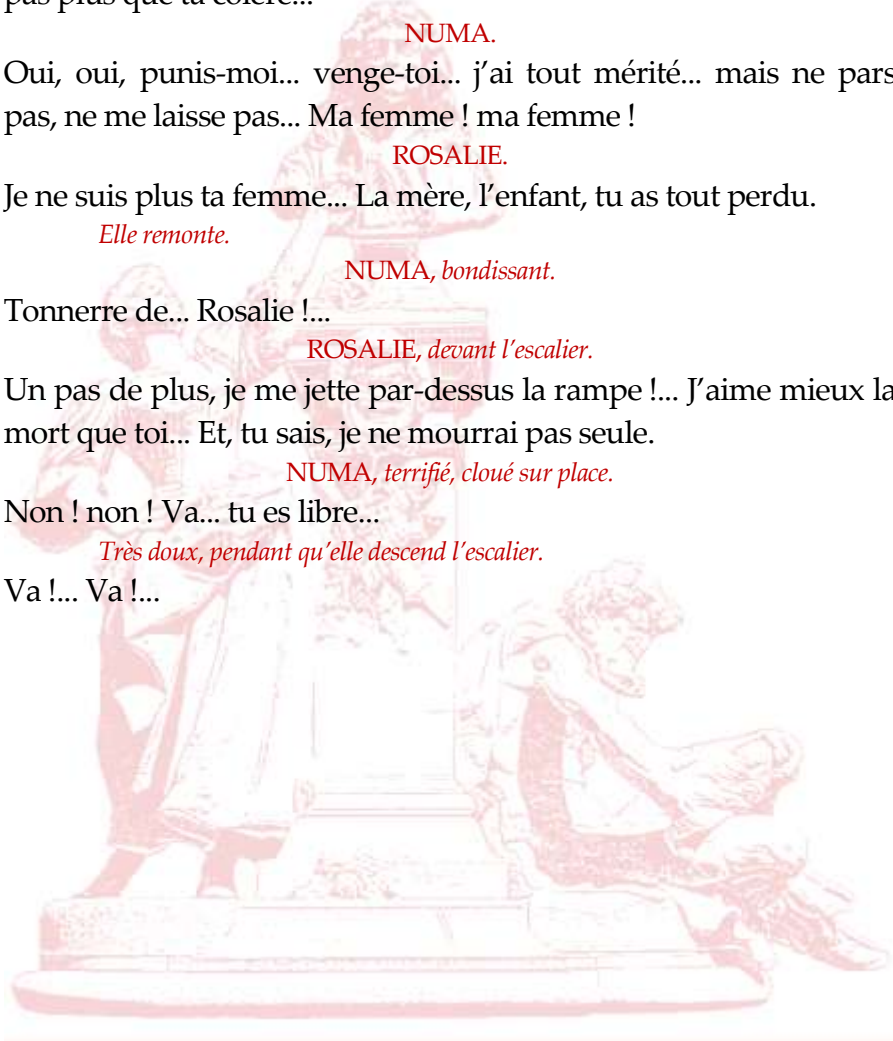 pas plus que ta colère...
NUMA.
Oui, oui, punis-moi... venge-toi... j’ai tout mérité... mais ne pars
pas, ne me laisse pas... Ma femme ! ma femme !
ROSALIE.
Je ne suis plus ta femme... La mère, l’enfant, tu as tout perdu.
Elle remonte.
NUMA, bondissant.
Tonnerre de... Rosalie !...
ROSALIE, devant l’escalier.
Un pas de plus, je me jette par-dessus la rampe !... J’aime mieux la
mort que toi... Et, tu sais, je ne mourrai pas seule.
NUMA, terrifié, cloué sur place.
Non ! non ! Va... tu es libre...
Très doux, pendant qu’elle descend l’escalier.
Va !... Va !...